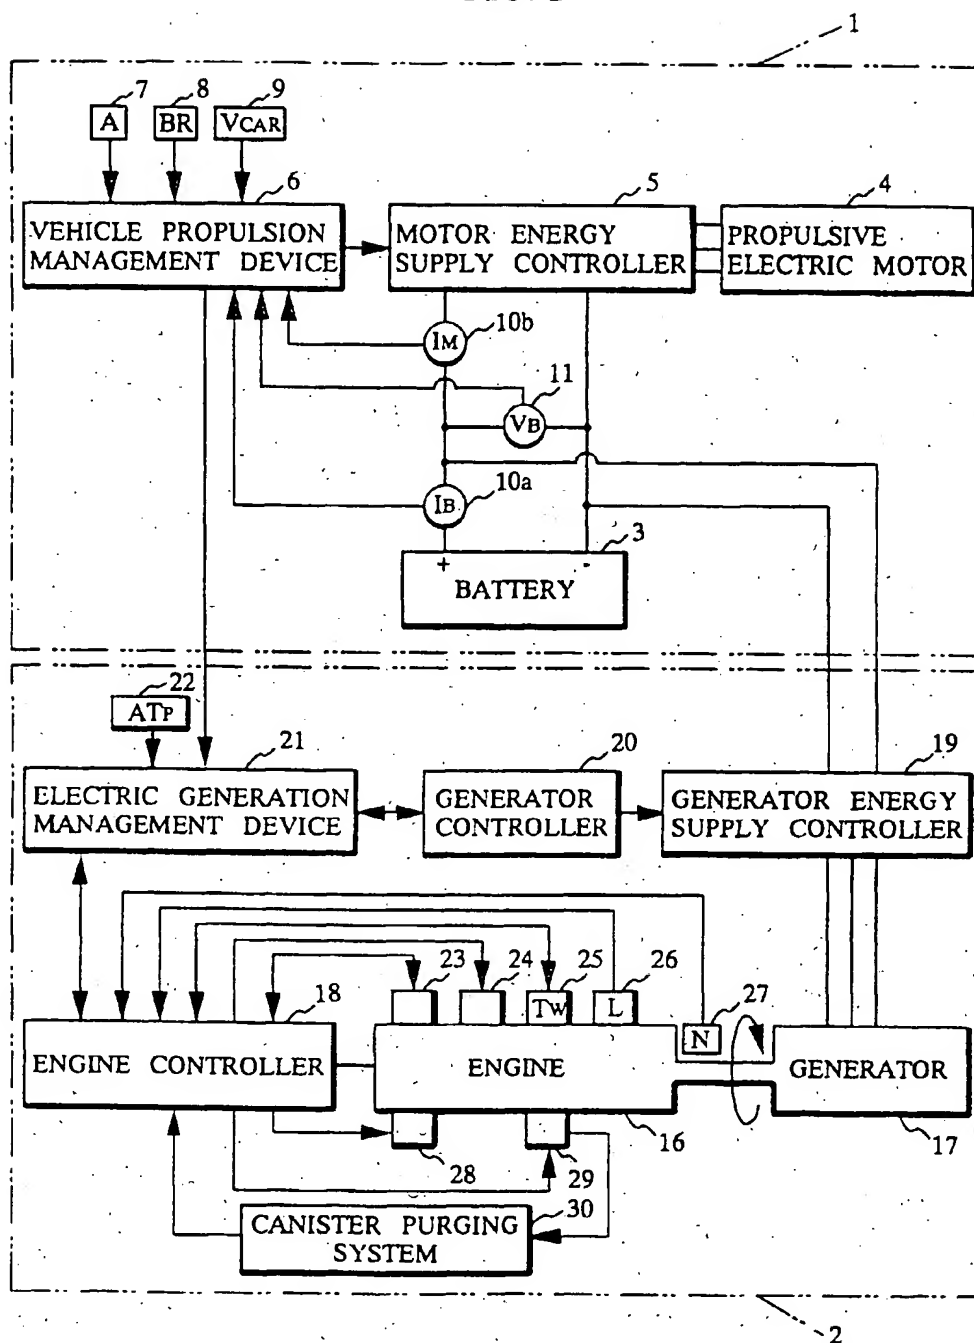 1
7
8
9
A
BR
VCAR
6
5
4
VEHICLE PROPULSION
MANAGEMENT DEVICE
MOTOR ENERGY
SUPPLY CONTROLLER
PROPULSIVE
ELECTRIC MOTOR
IM
10b
11
VB
IB
10a
3
+
-
BATTERY
22
ATP
21
20
19
ELECTRIC GENERATION
MANAGEMENT DEVICE
GENERATOR
CONTROLLER
GENERATOR ENERGY
SUPPLY CONTROLLER
23
24
25
26
27
18
TW
L
N
ENGINE CONTROLLER
ENGINE
GENERATOR
16
17
28
29
30
CANISTER PURGING
SYSTEM
2